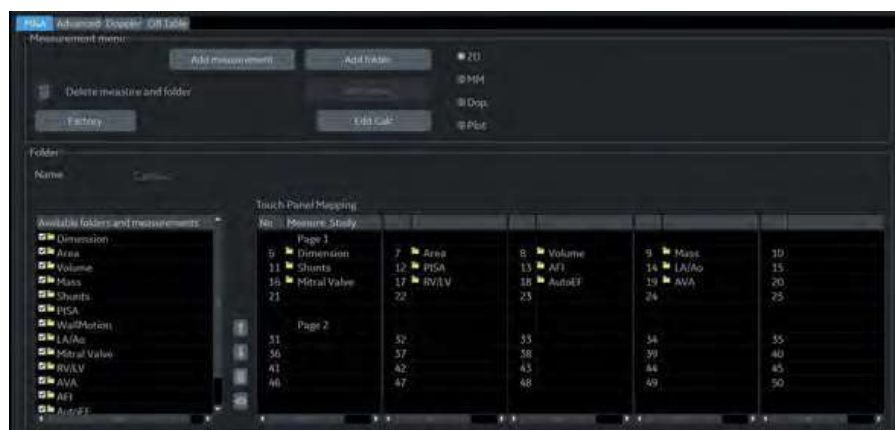 M&A Advanced Doppler OB Table
Measurement menu
Add measurement Add folder 2D
MM
Delete measure and folder
Dop.
Factory Edit Calc Plot
Folder
Name Cardiac
Touch Panel Mapping
Available folders and measurements No Measure. Study
Dimension Page 1
Area 6 Dimension 7 Area 8 Volume 9 Mass 10
Volume 11 Shunts 12 PISA 13 AFI 14 LA/Ao 15
Mass 16 Mitral Valve 17 RV/LV 18 AutoEF 19 AVA 20
Shunts 21 22 23 24 25
PISA
WallMotion Page 2
LA/Ao 31 32 33 34 35
Mitral Valve 36 37 38 39 40
RV/LV 41 42 43 44 45
AVA 46 47 48 49 50
AFI
AutoEF